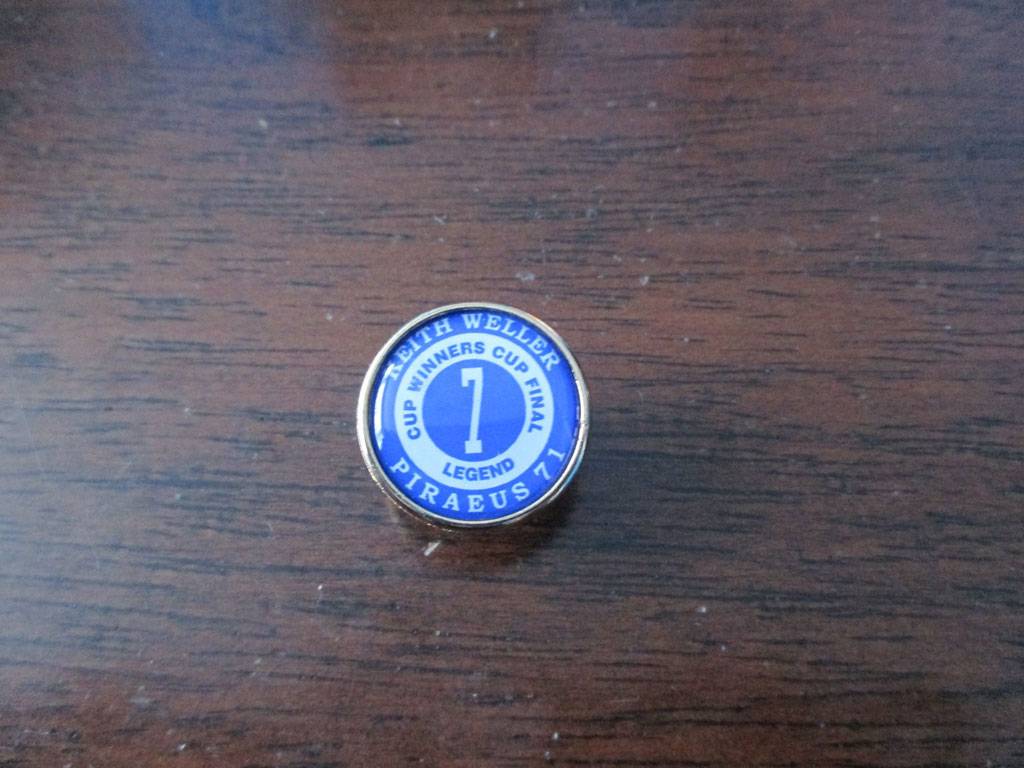 KEITH WELLER
CUP WINNERS CUP FINAL
7
LEGEND
PIRAEUS 71